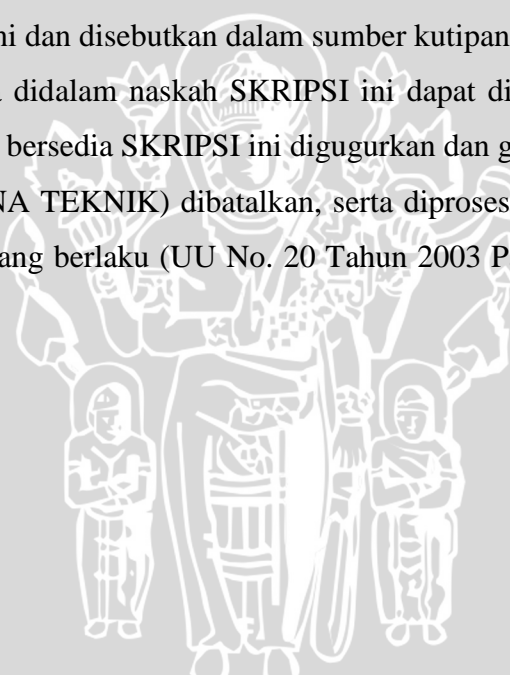 ni dan disebutkan dalam sumber kutipan
didalam naskah SKRIPSI ini dapat di
bersedia SKRIPSI ini digugurkan dan g
NA TEKNIK) dibatalkan, serta diproses
ang berlaku (UU No. 20 Tahun 2003 P